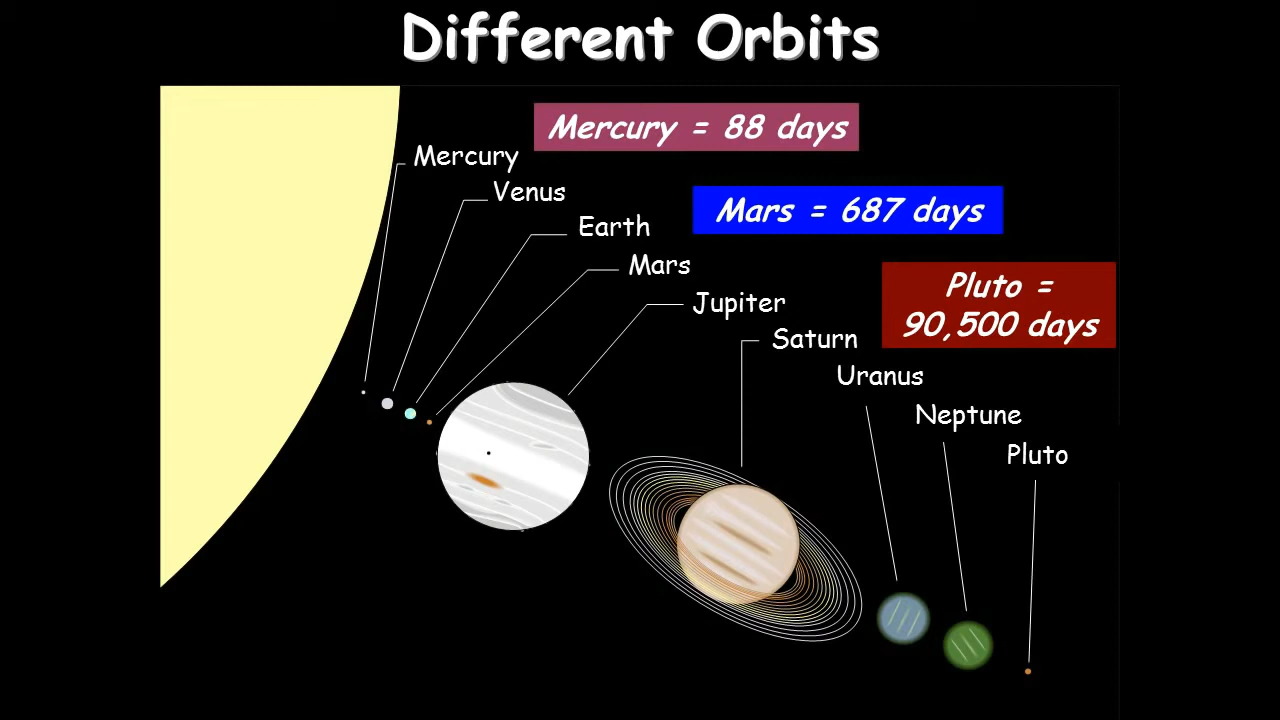 Different Orbits
Mercury = 88 days
Mercury
Venus
Mars = 687 days
Earth
Mars
Pluto =
90,500 days
Jupiter
Saturn
Uranus
Neptune
Pluto